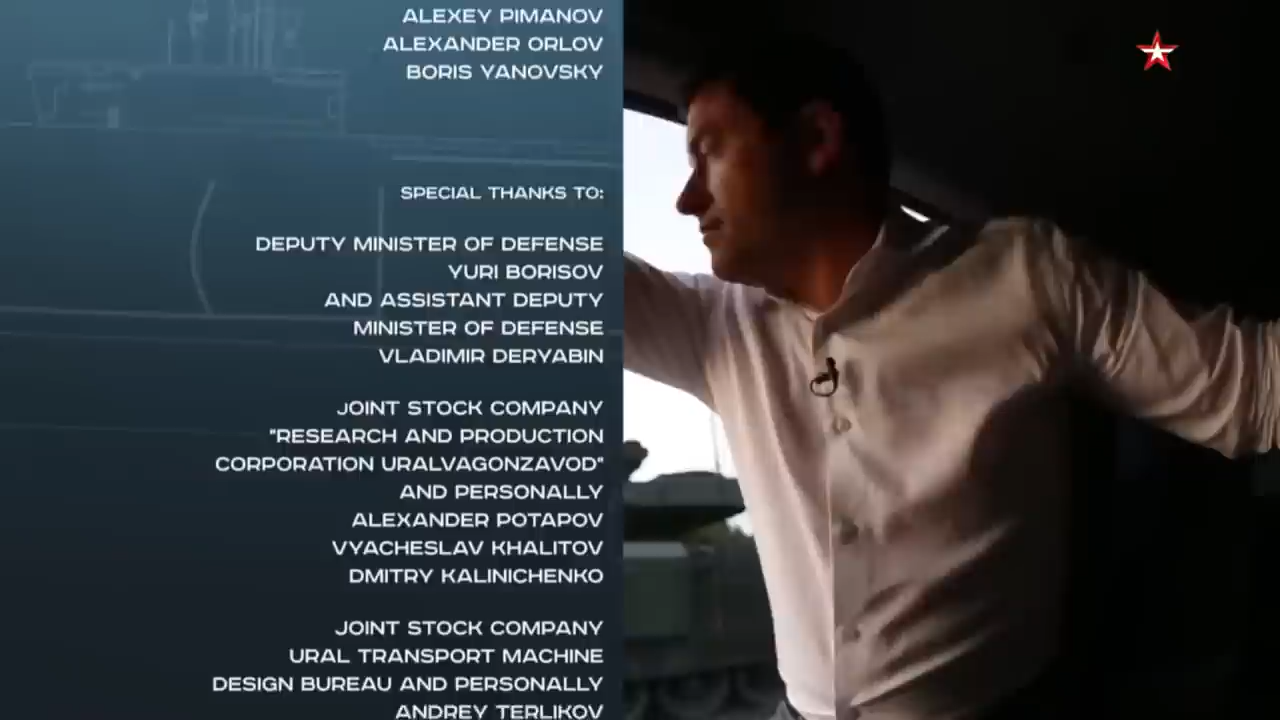 ALEXEY PIMANOV
ALEXANDER ORLOV
BORIS YANOVSKY
SPECIAL THANKS TO:
DEPUTY MINISTER OF DEFENSE
YURI BORISOV
AND ASSISTANT DEPUTY
MINISTER OF DEFENSE
VLADIMIR DERYABIN
JOINT STOCK COMPANY
"RESEARCH AND PRODUCTION
CORPORATION URALVAGONZAVOD"
AND PERSONALLY
ALEXANDER POTAPOV
VYACHESLAV KHALITOV
DMITRY KALINICHENKO
JOINT STOCK COMPANY
URAL TRANSPORT MACHINE
DESIGN BUREAU AND PERSONALLY
ANDREY TERLIKOV